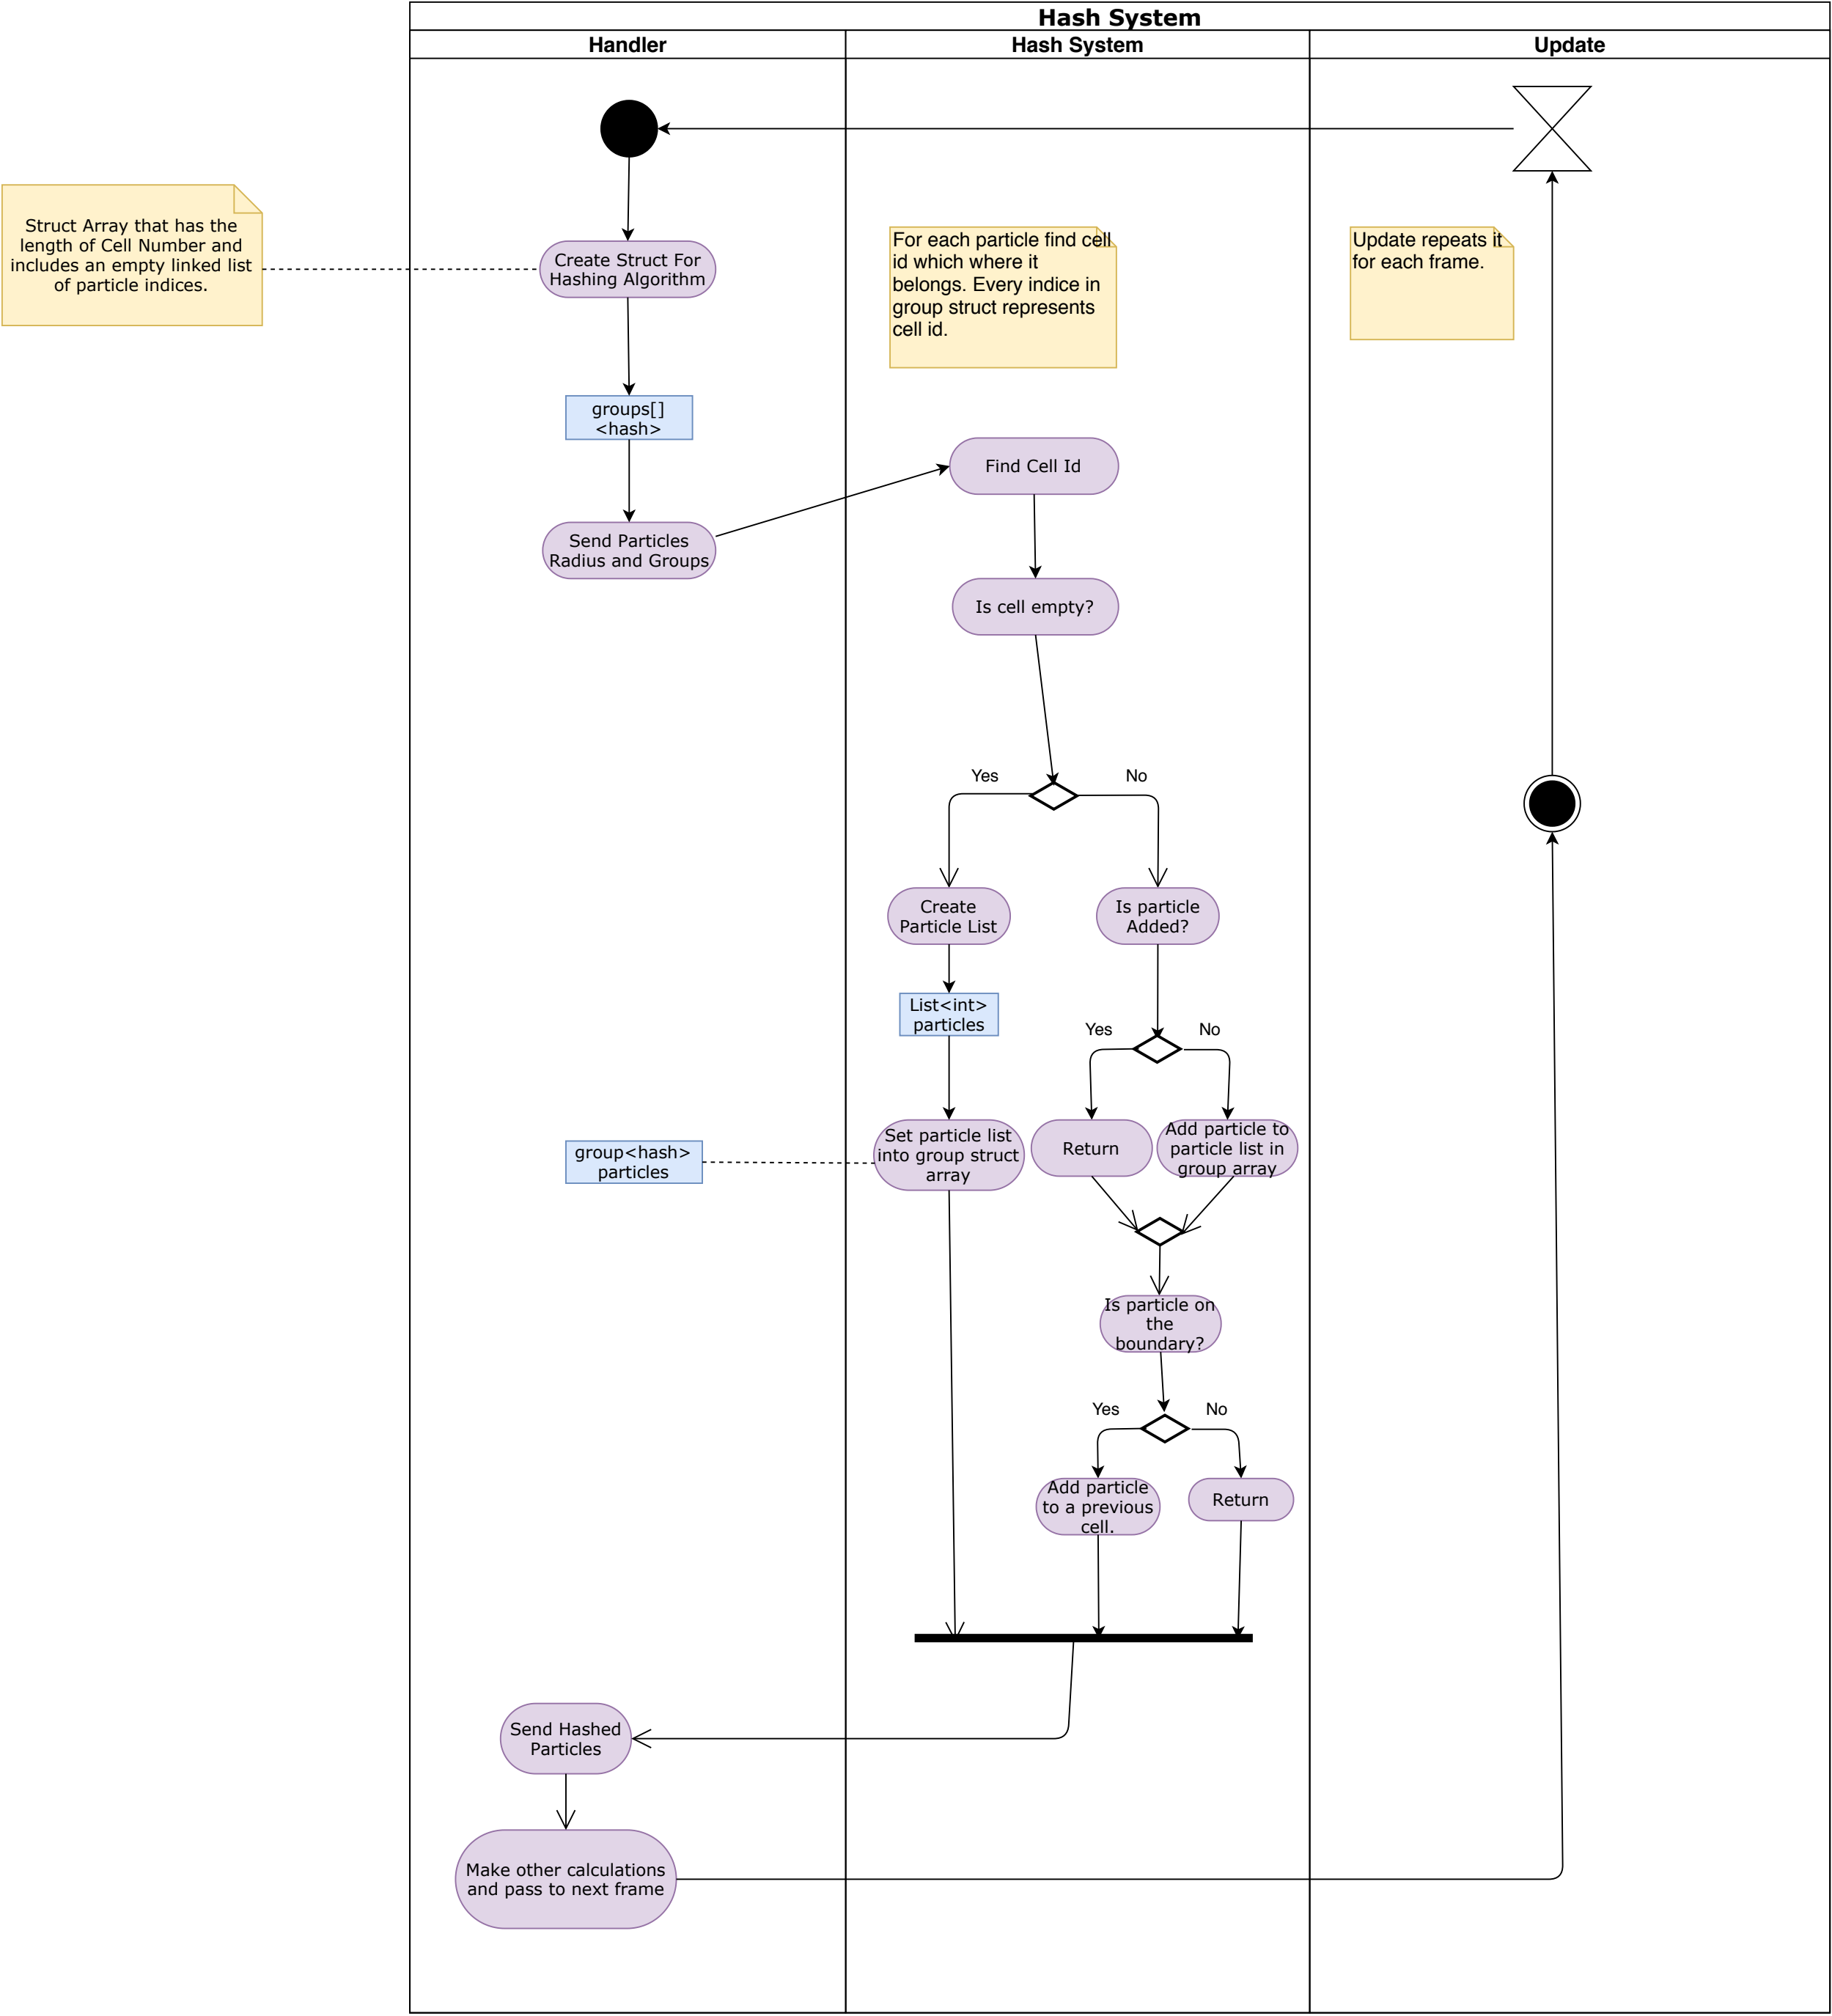 Hash System
Handler
Hash System
Update
Struct Array that has the
length of Cell Number and
includes an empty linked list
of particle indices.
Create Struct For
Hashing Algorithm
For each particle find cell
id which where it
belongs. Every indice in
group struct represents
cell id.
Update repeats it
for each frame.
groups[]
<hash>
Find Cell Id
Send Particles
Radius and Groups
Is cell empty?
Yes
No
Create
Particle List
Is particle
Added?
List<int>
particles
Yes
No
group<hash>
particles
Set particle list
into group struct
array
Return
Add particle to
particle list in
group array
Is particle on
the
boundary?
Yes
No
Add particle
to a previous
cell.
Return
Send Hashed
Particles
Make other calculations
and pass to next frame